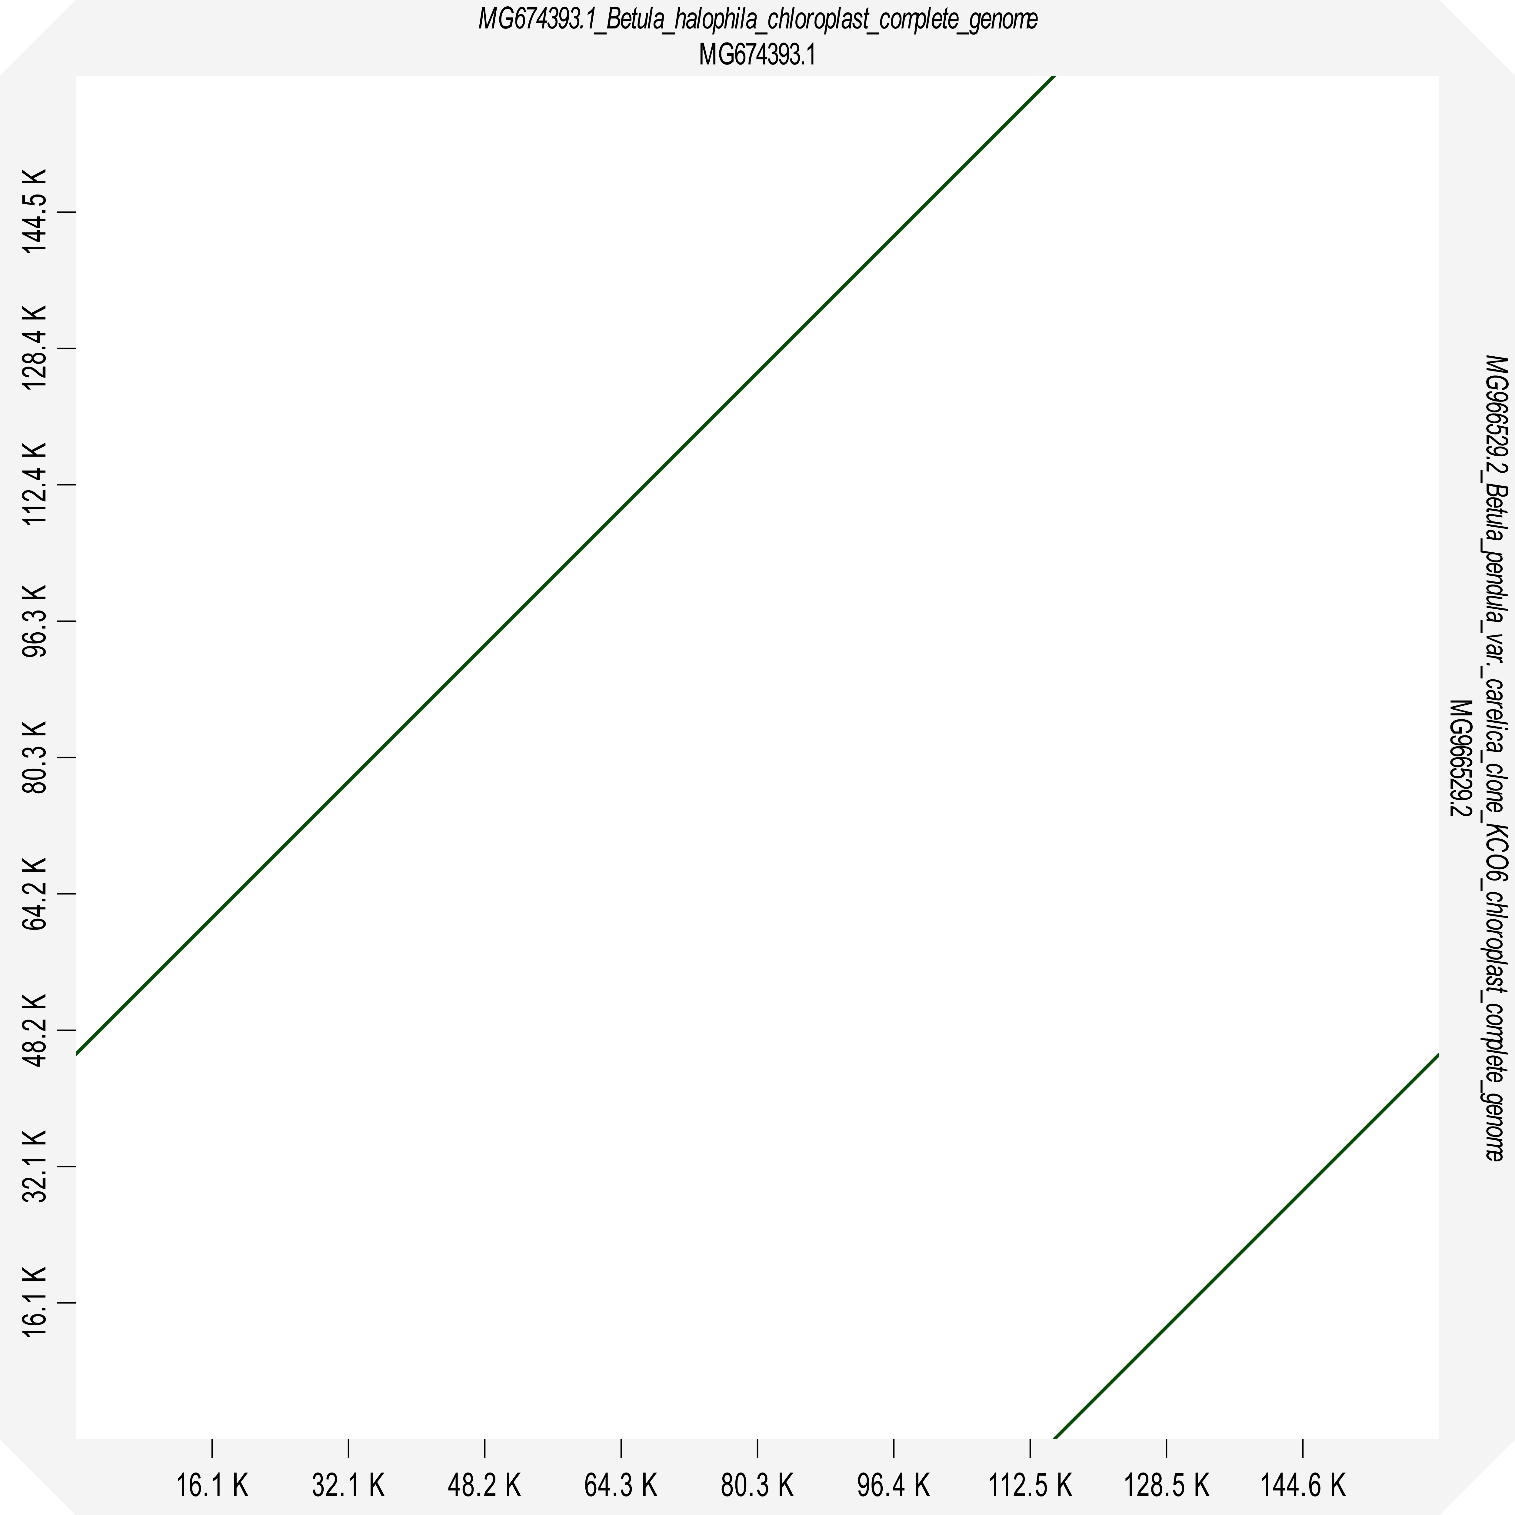 MG674393.1_Betula_halophila_chloroplast_complete_genome
MG674393.1
144.5 K
128.4 K
112.4 K
96.3 K
80.3 K
64.2 K
48.2 K
32.1 K
16.1 K
MG966529.2_Betula_pendula_var._carelica_clone_KCO6_chloroplast_complete_genome
MG966529.2
16.1 K
32.1 K
48.2 K
64.3 K
80.3 K
96.4 K
112.5 K
128.5 K
144.6 K